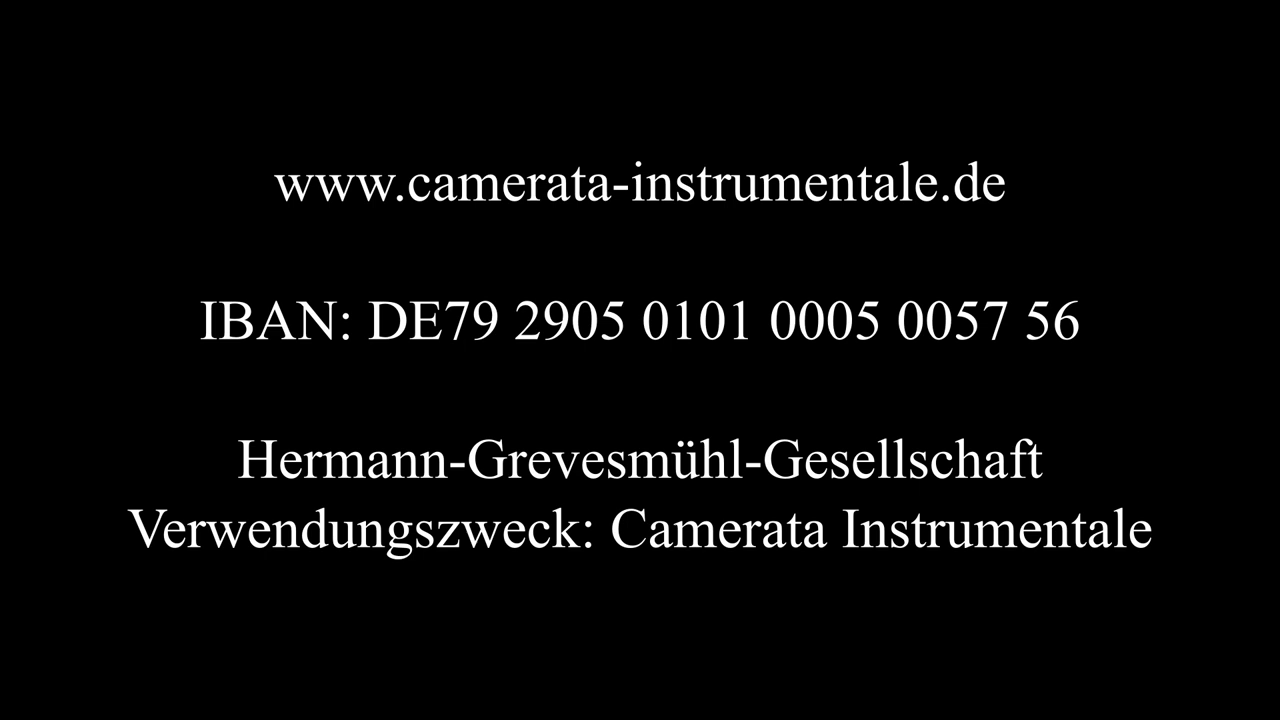 www.camerata-instrumentale.de
IBAN: DE79 2905 0101 0005 0057 56
Hermann-Grevesmühl-Gesellschaft
Verwendungszweck: Camerata Instrumentale